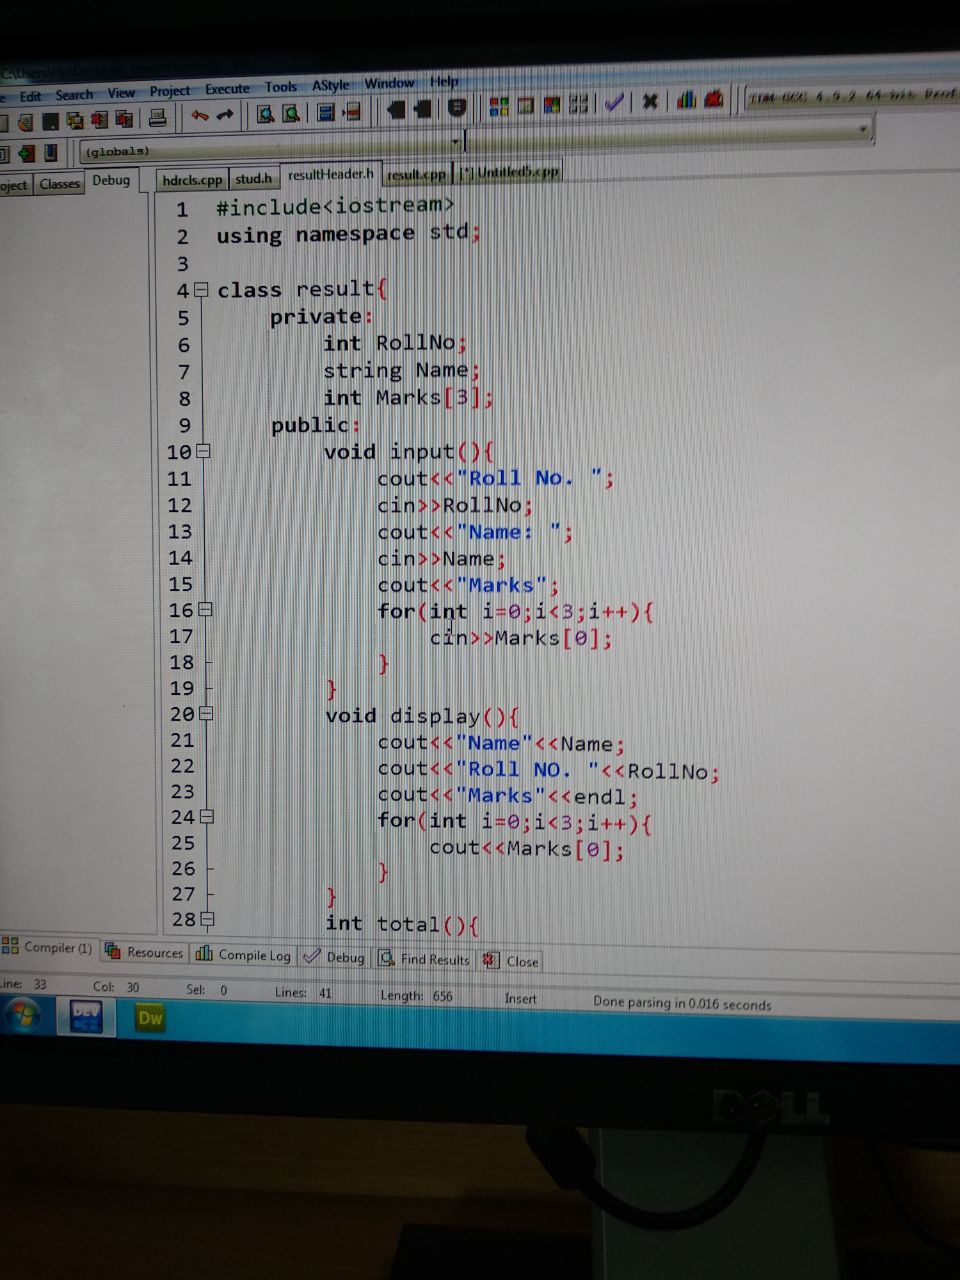 Edit Search View Project Execute Tools AStyle Window Help
TDM-GCC 4.9.2 64-bit
(globals)
Classes Debug hdrcls.cpp stud.h resultHeader.h result.cpp [*] Untitled5.cpp
1 #include<iostream>
2 using namespace std;
3
4 class result{
5 private:
6 int RollNo;
7 string Name;
8 int Marks[3];
9 public:
10 void input(){
11 cout<<"Roll No. ";
12 cin>>RollNo;
13 cout<<"Name: ";
14 cin>>Name;
15 cout<<"Marks";
16 for(int i=0;i<3;i++){
17 cin>>Marks[0];
18 }
19 }
20 void display(){
21 cout<<"Name"<<Name;
22 cout<<"Roll NO. "<<RollNo;
23 cout<<"Marks"<<endl;
24 for(int i=0;i<3;i++){
25 cout<<Marks[0];
26 }
27 }
28 int total(){
Compiler (1) Resources Compile Log Debug Find Results Close
Line: 33 Col: 30 Sel: 0 Lines: 41 Length: 656 Insert Done parsing in 0.016 seconds
DEV Dw
DELL